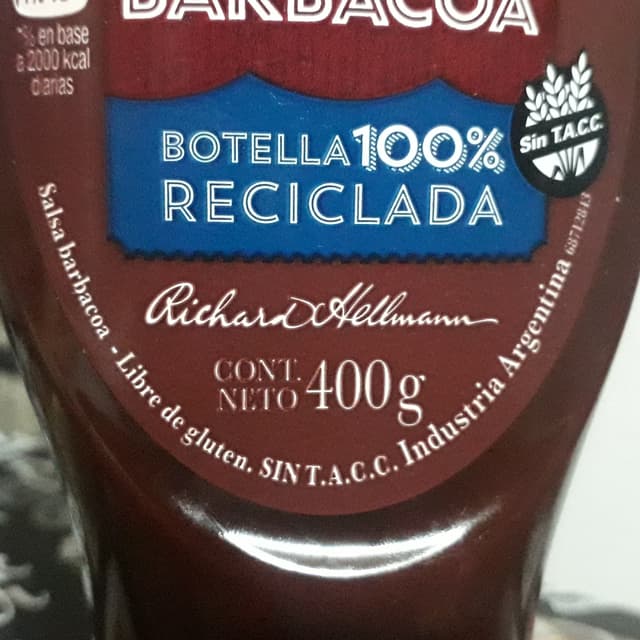 BARBACOA
% en base
a 2000 kcal
diarias
Sin T.A.C.C.
BOTELLA 100%
RECICLADA
Richard Hellmann
CONT.
NETO 400g
Salsa barbacoa - Libre de gluten. SIN T.A.C.C. Industria Argentina 68712813